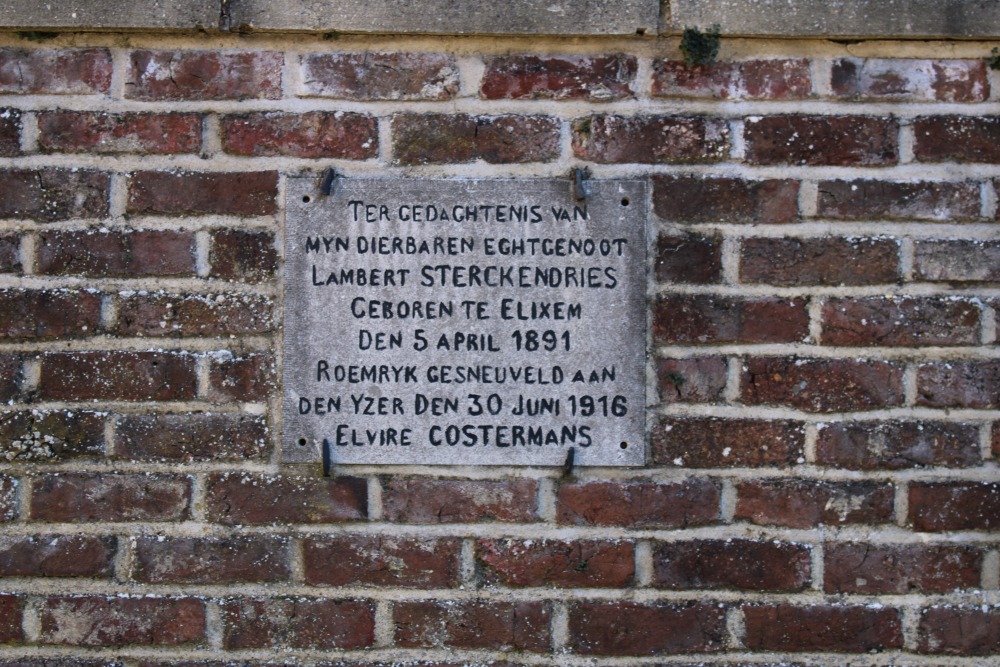 TER GEDACHTENIS VAN
MYN DIERBAREN ECHTGENOOT
LAMBERT STERCKENDRIES
GEBOREN TE ELIXEM
DEN 5 APRIL 1891
ROEMRYK GESNEUVELD AAN
DEN YZER DEN 30 JUNI 1916
ELVIRE COSTERMANS